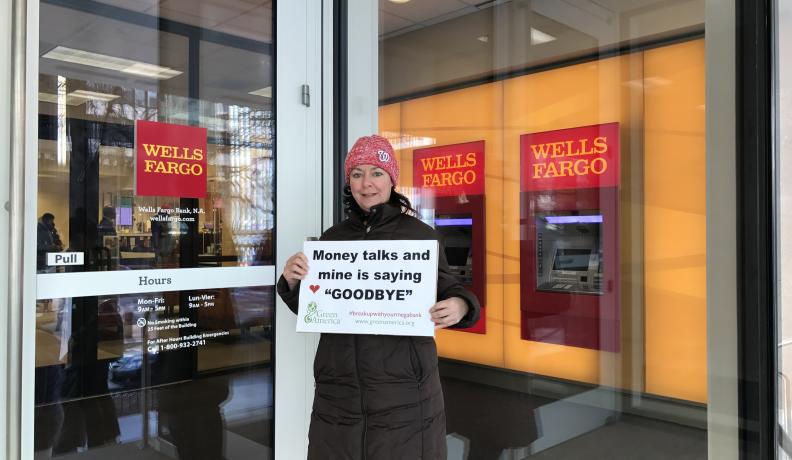 WELLS
FARGO
Wells Fargo Bank, N.A.
wellsfargo.com
Pull
Hours
Mon-Fri:
9AM – 5PM
Lun-Vier:
9AM – 5PM
No Smoking within
25 Feet of the Building
For After Hours Building Emergencies
Call 1-800-932-2741
W
Money talks and
mine is saying
“GOODBYE”
Green
America
#breakupwithyourmegabank
www.greenamerica.org
WELLS
FARGO
WELLS
FARGO